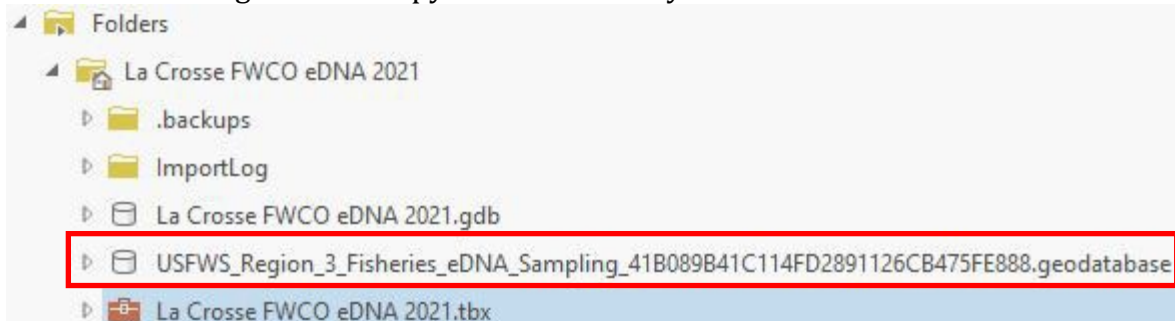 Folders
La Crosse FWCO eDNA 2021
.backups
ImportLog
La Crosse FWCO eDNA 2021.gdb
USFWS_Region_3_Fisheries_eDNA_Sampling_41B089B41C114FD2891126CB475FE888.geodatabase
La Crosse FWCO eDNA 2021.tbx